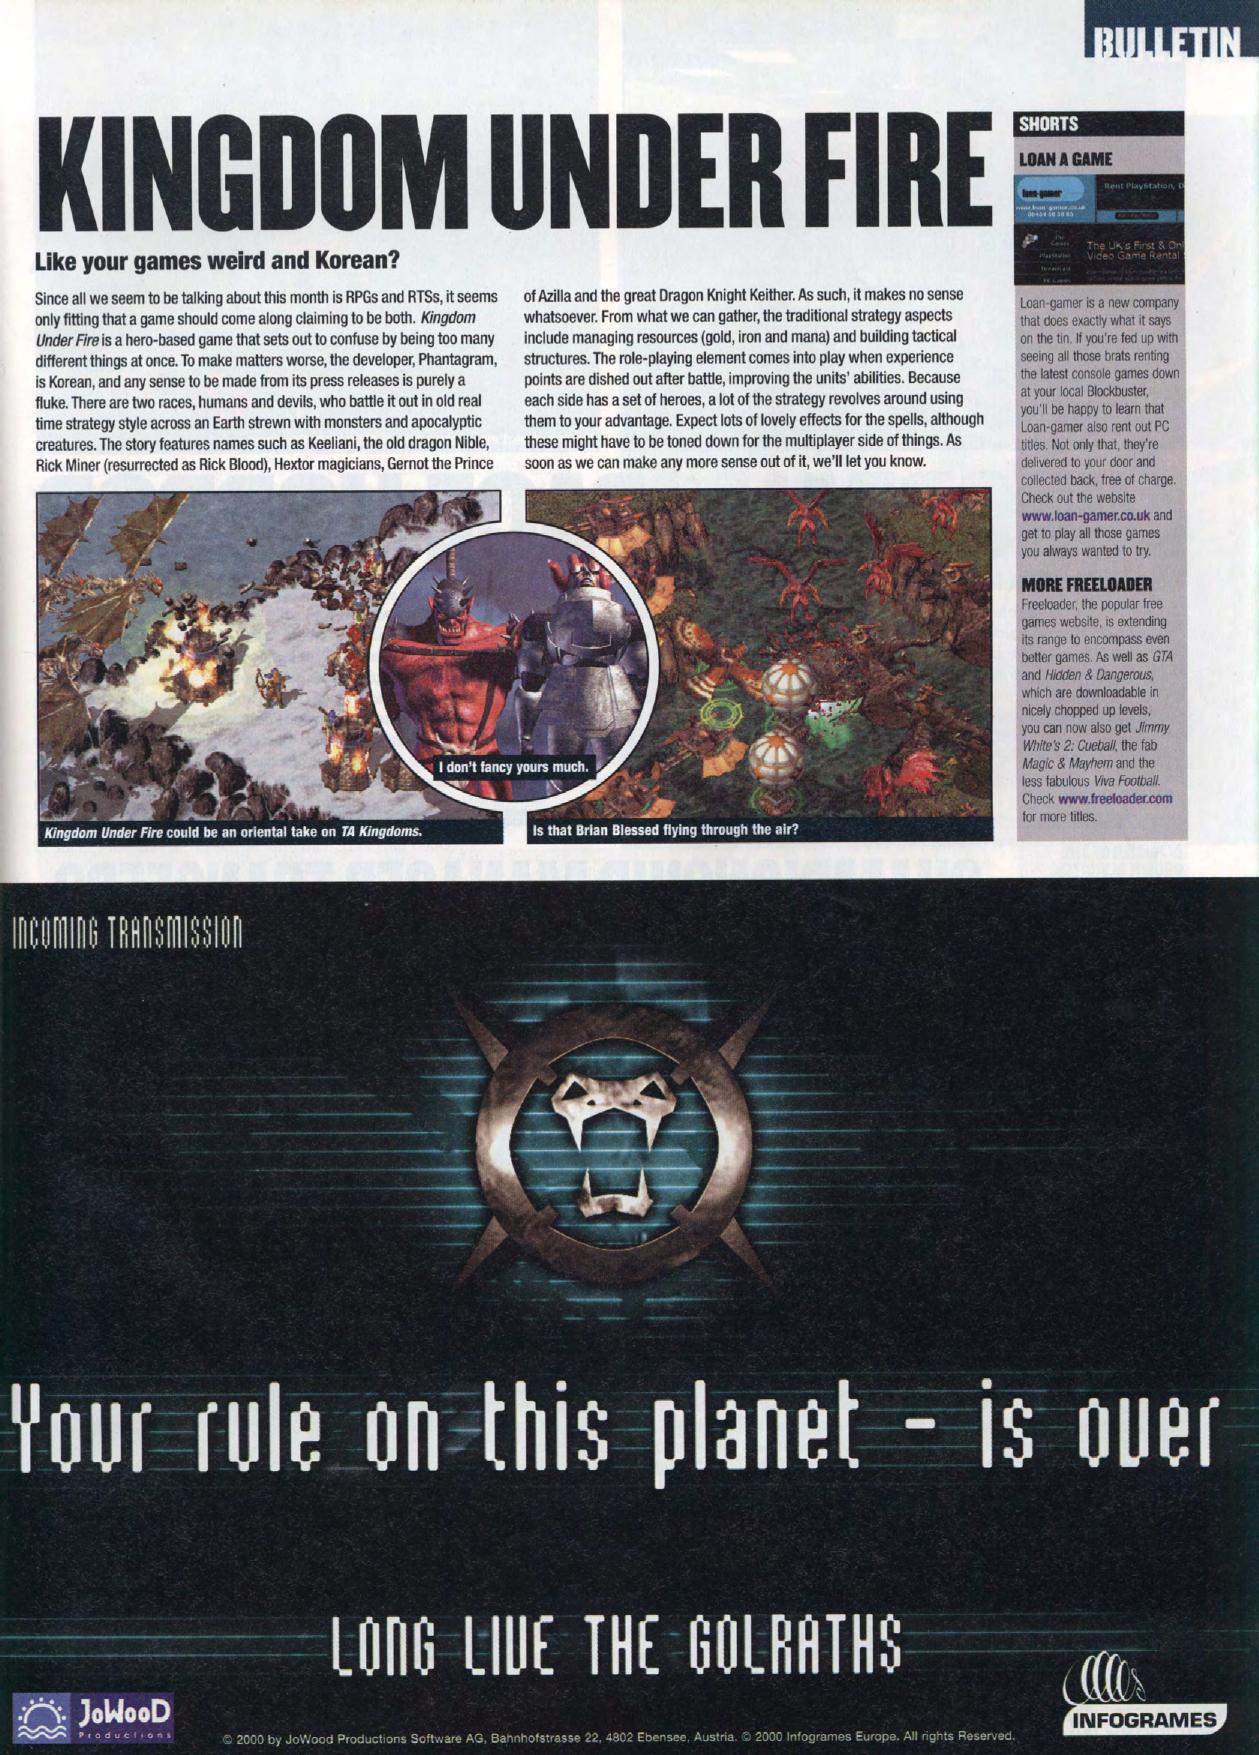 BULLETIN
KINGDOM UNDER FIRE
Like your games weird and Korean?
Since all we seem to be talking about this month is RPGs and RTSs, it seems
only fitting that a game should come along claiming to be both. Kingdom
Under Fire is a hero-based game that sets out to confuse by being too many
different things at once. To make matters worse, the developer, Phantagram,
is Korean, and any sense to be made from its press releases is purely a
fluke. There are two races, humans and devils, who battle it out in old real
time strategy style across an Earth strewn with monsters and apocalyptic
creatures. The story features names such as Keeliani, the old dragon Nible,
Rick Miner (resurrected as Rick Blood), Hextor magicians, Gernot the Prince
of Azilla and the great Dragon Knight Keither. As such, it makes no sense
whatsoever. From what we can gather, the traditional strategy aspects
include managing resources (gold, iron and mana) and building tactical
structures. The role-playing element comes into play when experience
points are dished out after battle, improving the units' abilities. Because
each side has a set of heroes, a lot of the strategy revolves around using
them to your advantage. Expect lots of lovely effects for the spells, although
these might have to be toned down for the multiplayer side of things. As
soon as we can make any more sense out of it, we'll let you know.
I don't fancy yours much.
Kingdom Under Fire could be an oriental take on TA Kingdoms.
Is that Brian Blessed flying through the air?
SHORTS
LOAN A GAME
loan-gamer
Rent PlayStation, D
www.loan-gamer.co.uk
The UK's First & Onl
Video Game Rental
PlayStation
Dreamcast
PC Games
Loan-gamer is a new company
that does exactly what it says
on the tin. If you're fed up with
seeing all those brats renting
the latest console games down
at your local Blockbuster,
you'll be happy to learn that
Loan-gamer also rent out PC
titles. Not only that, they're
delivered to your door and
collected back, free of charge.
Check out the website
www.loan-gamer.co.uk and
get to play all those games
you always wanted to try.
MORE FREELOADER
Freeloader, the popular free
games website, is extending
its range to encompass even
better games. As well as GTA
and Hidden & Dangerous,
which are downloadable in
nicely chopped up levels,
you can now also get Jimmy
White's 2: Cueball, the fab
Magic & Mayhem and the
less fabulous Viva Football.
Check www.freeloader.com
for more titles.
INCOMING TRANSMISSION
Your rule on this planet - is over
LONG LIVE THE GOLRATHS
JoWooD
Productions
© 2000 by JoWood Productions Software AG, Bahnhofstrasse 22, 4802 Ebensee, Austria. © 2000 Infogrames Europe. All rights Reserved.
INFOGRAMES